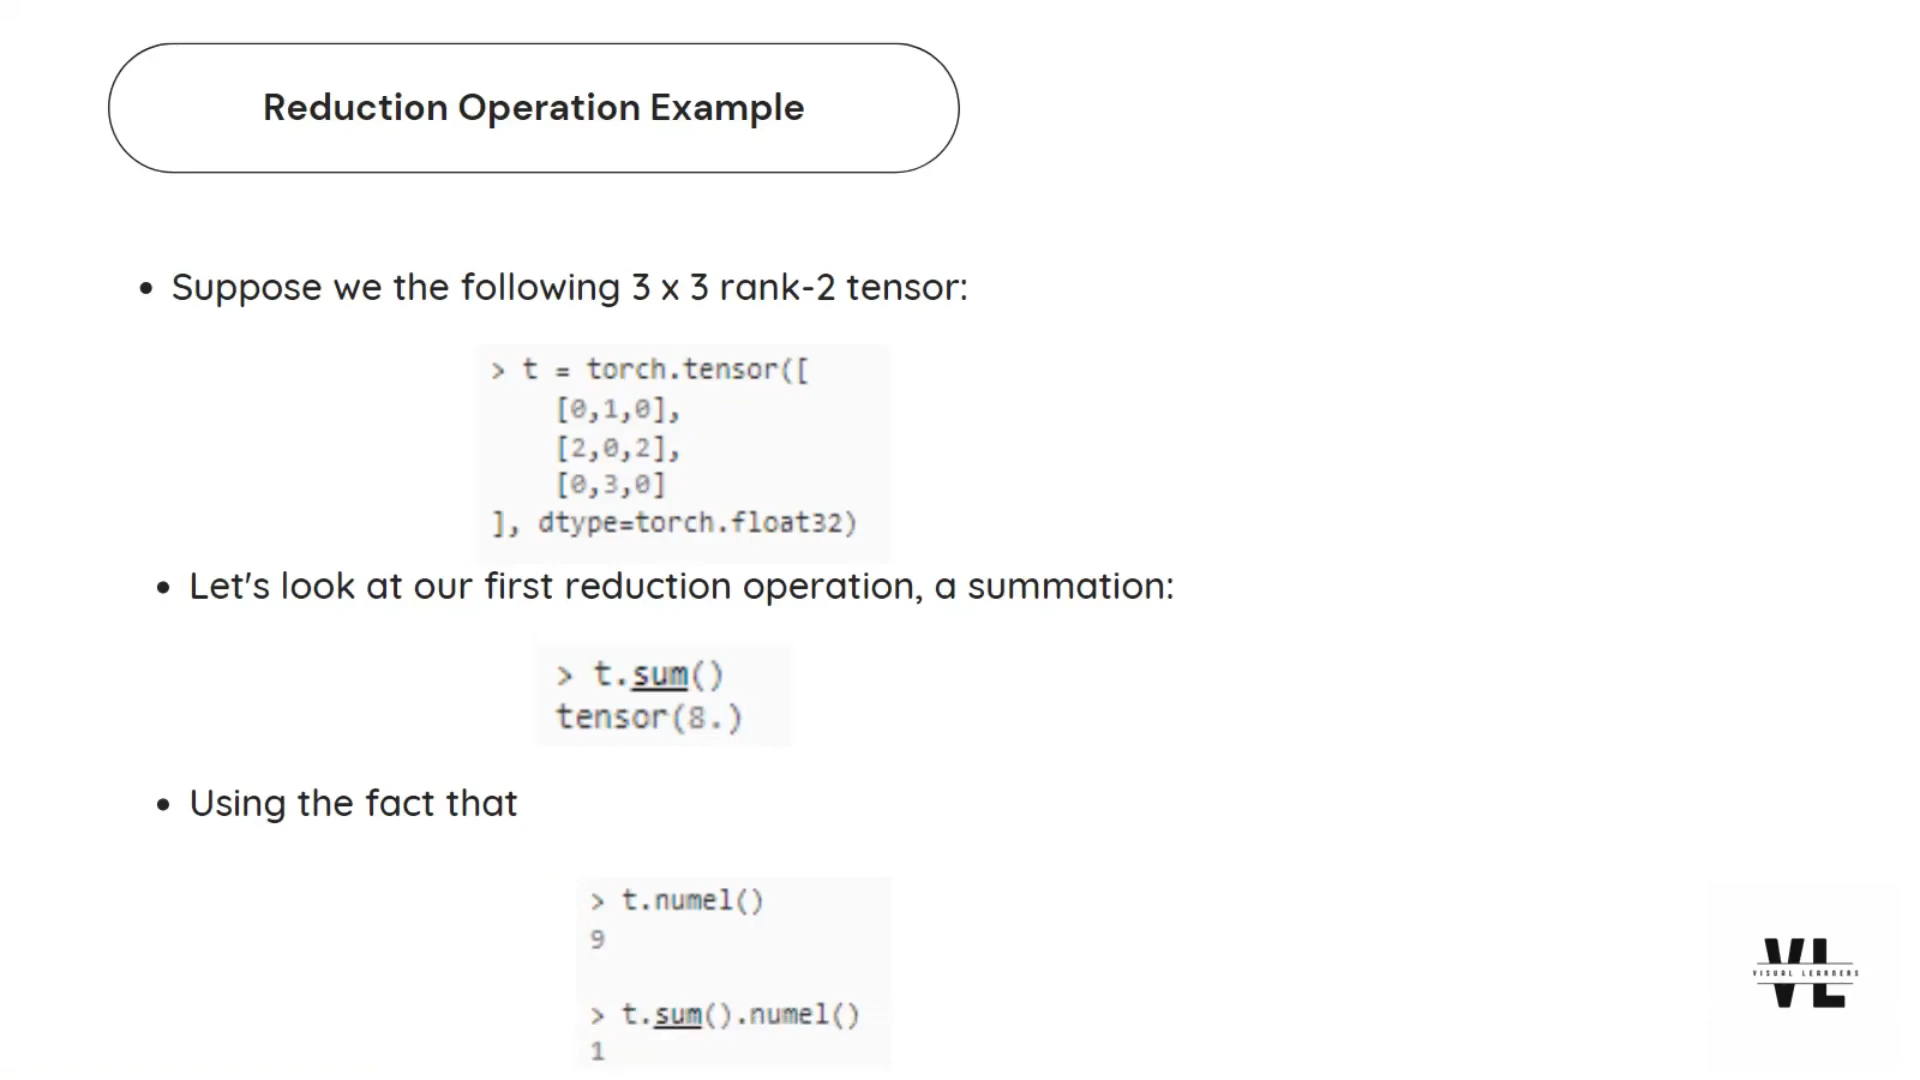 Reduction Operation Example
• Suppose we the following 3 x 3 rank-2 tensor:
> t = torch.tensor([
[0,1,0],
[2,0,2],
[0,3,0]
], dtype=torch.float32)
• Let's look at our first reduction operation, a summation:
> t.sum()
tensor(8.)
• Using the fact that
> t.numel()
9
> t.sum().numel()
1
VL
VISUAL LEARNERS